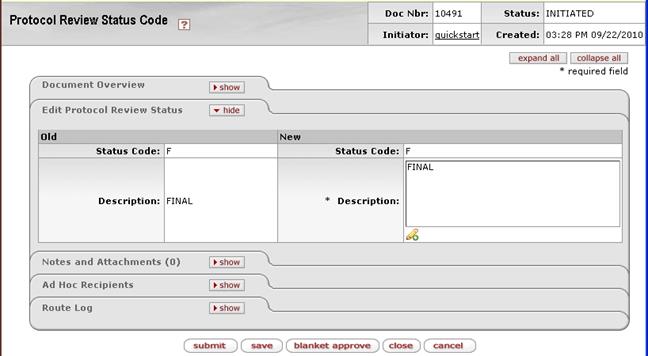 Protocol Review Status Code ?
Doc Nbr: 10491 Status: INITIATED
Initiator: quickstart Created: 03:28 PM 09/22/2010
expand all collapse all
* required field
Document Overview show
Edit Protocol Review Status hide
Old New
Status Code: F Status Code: F
Description: FINAL * Description: FINAL
Notes and Attachments (0) show
Ad Hoc Recipients show
Route Log show
submit save blanket approve close cancel